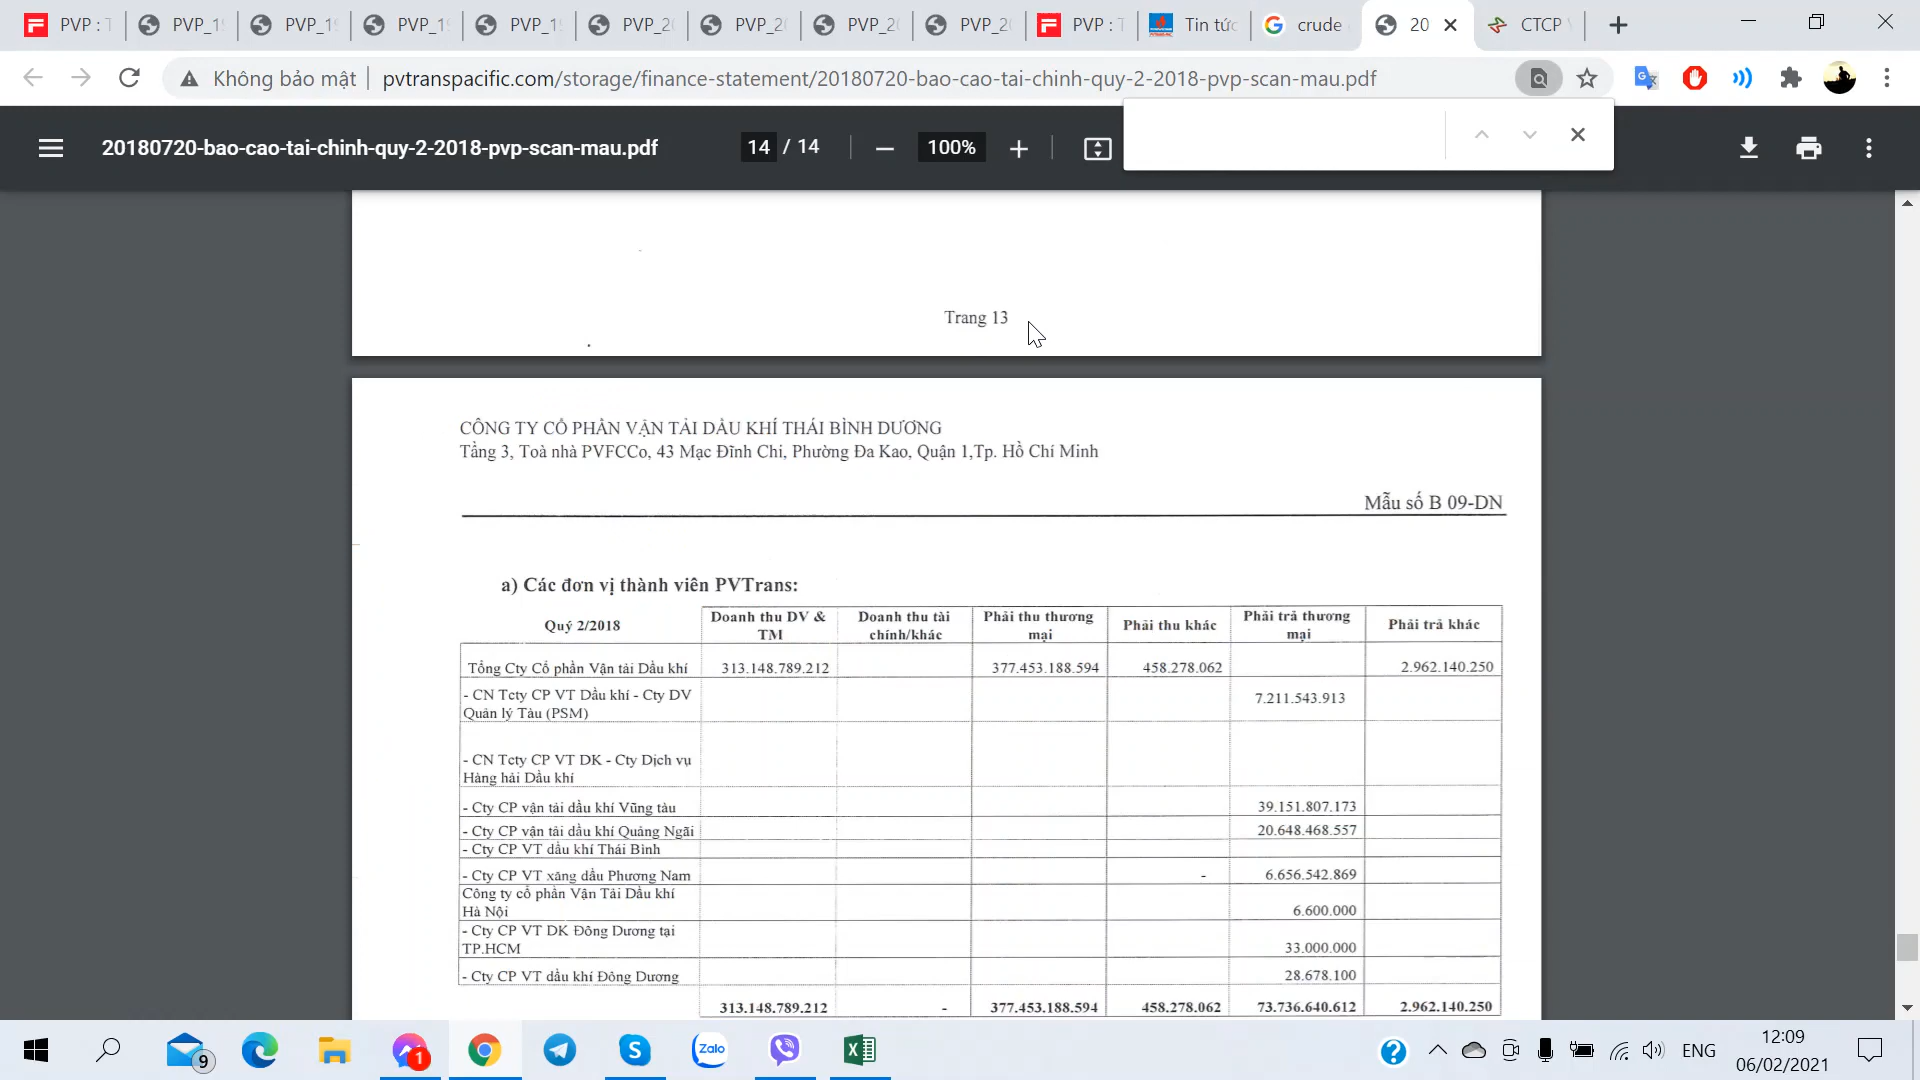 PVP : T
PVP_19
PVP_19
PVP_19
PVP_19
PVP_20
PVP_20
PVP_20
PVP_20
PVP : T
Tin tức
crude
20
CTCP
Không bảo mật
pvtranspacific.com/storage/finance-statement/20180720-bao-cao-tai-chinh-quy-2-2018-pvp-scan-mau.pdf
20180720-bao-cao-tai-chinh-quy-2-2018-pvp-scan-mau.pdf
14 / 14
100%
Trang 13
CÔNG TY CỔ PHẦN VẬN TẢI DẦU KHÍ THÁI BÌNH DƯƠNG
Tầng 3, Toà nhà PVFCCo, 43 Mạc Đĩnh Chi, Phường Đa Kao, Quận 1,Tp. Hồ Chí Minh
Mẫu số B 09-DN
a) Các đơn vị thành viên PVTrans:
Quý 2/2018
Doanh thu DV &
TM
Doanh thu tài
chính/khác
Phải thu thương
mại
Phải thu khác
Phải trả thương
mại
Phải trả khác
Tổng Cty Cổ phần Vận tải Dầu khí 313.148.789.212 377.453.188.594 458.278.062 2.962.140.250
- CN Tcty CP VT Dầu khí - Cty DV
Quản lý Tàu (PSM) 7.211.543.913
- CN Tcty CP VT DK - Cty Dịch vụ
Hàng hải Dầu khí
- Cty CP vận tải dầu khí Vũng tàu 39.151.807.173
- Cty CP vận tải dầu khí Quảng Ngãi 20.648.468.557
- Cty CP VT dầu khí Thái Bình
- Cty CP VT xăng dầu Phương Nam - 6.656.542.869
Công ty cổ phần Vận Tải Dầu khí
Hà Nội 6.600.000
- Cty CP VT DK Đông Dương tại
TP.HCM 33.000.000
- Cty CP VT dầu khí Đông Dương 28.678.100
313.148.789.212 - 377.453.188.594 458.278.062 73.736.640.612 2.962.140.250
9
1
Zalo
ENG
12:09
06/02/2021